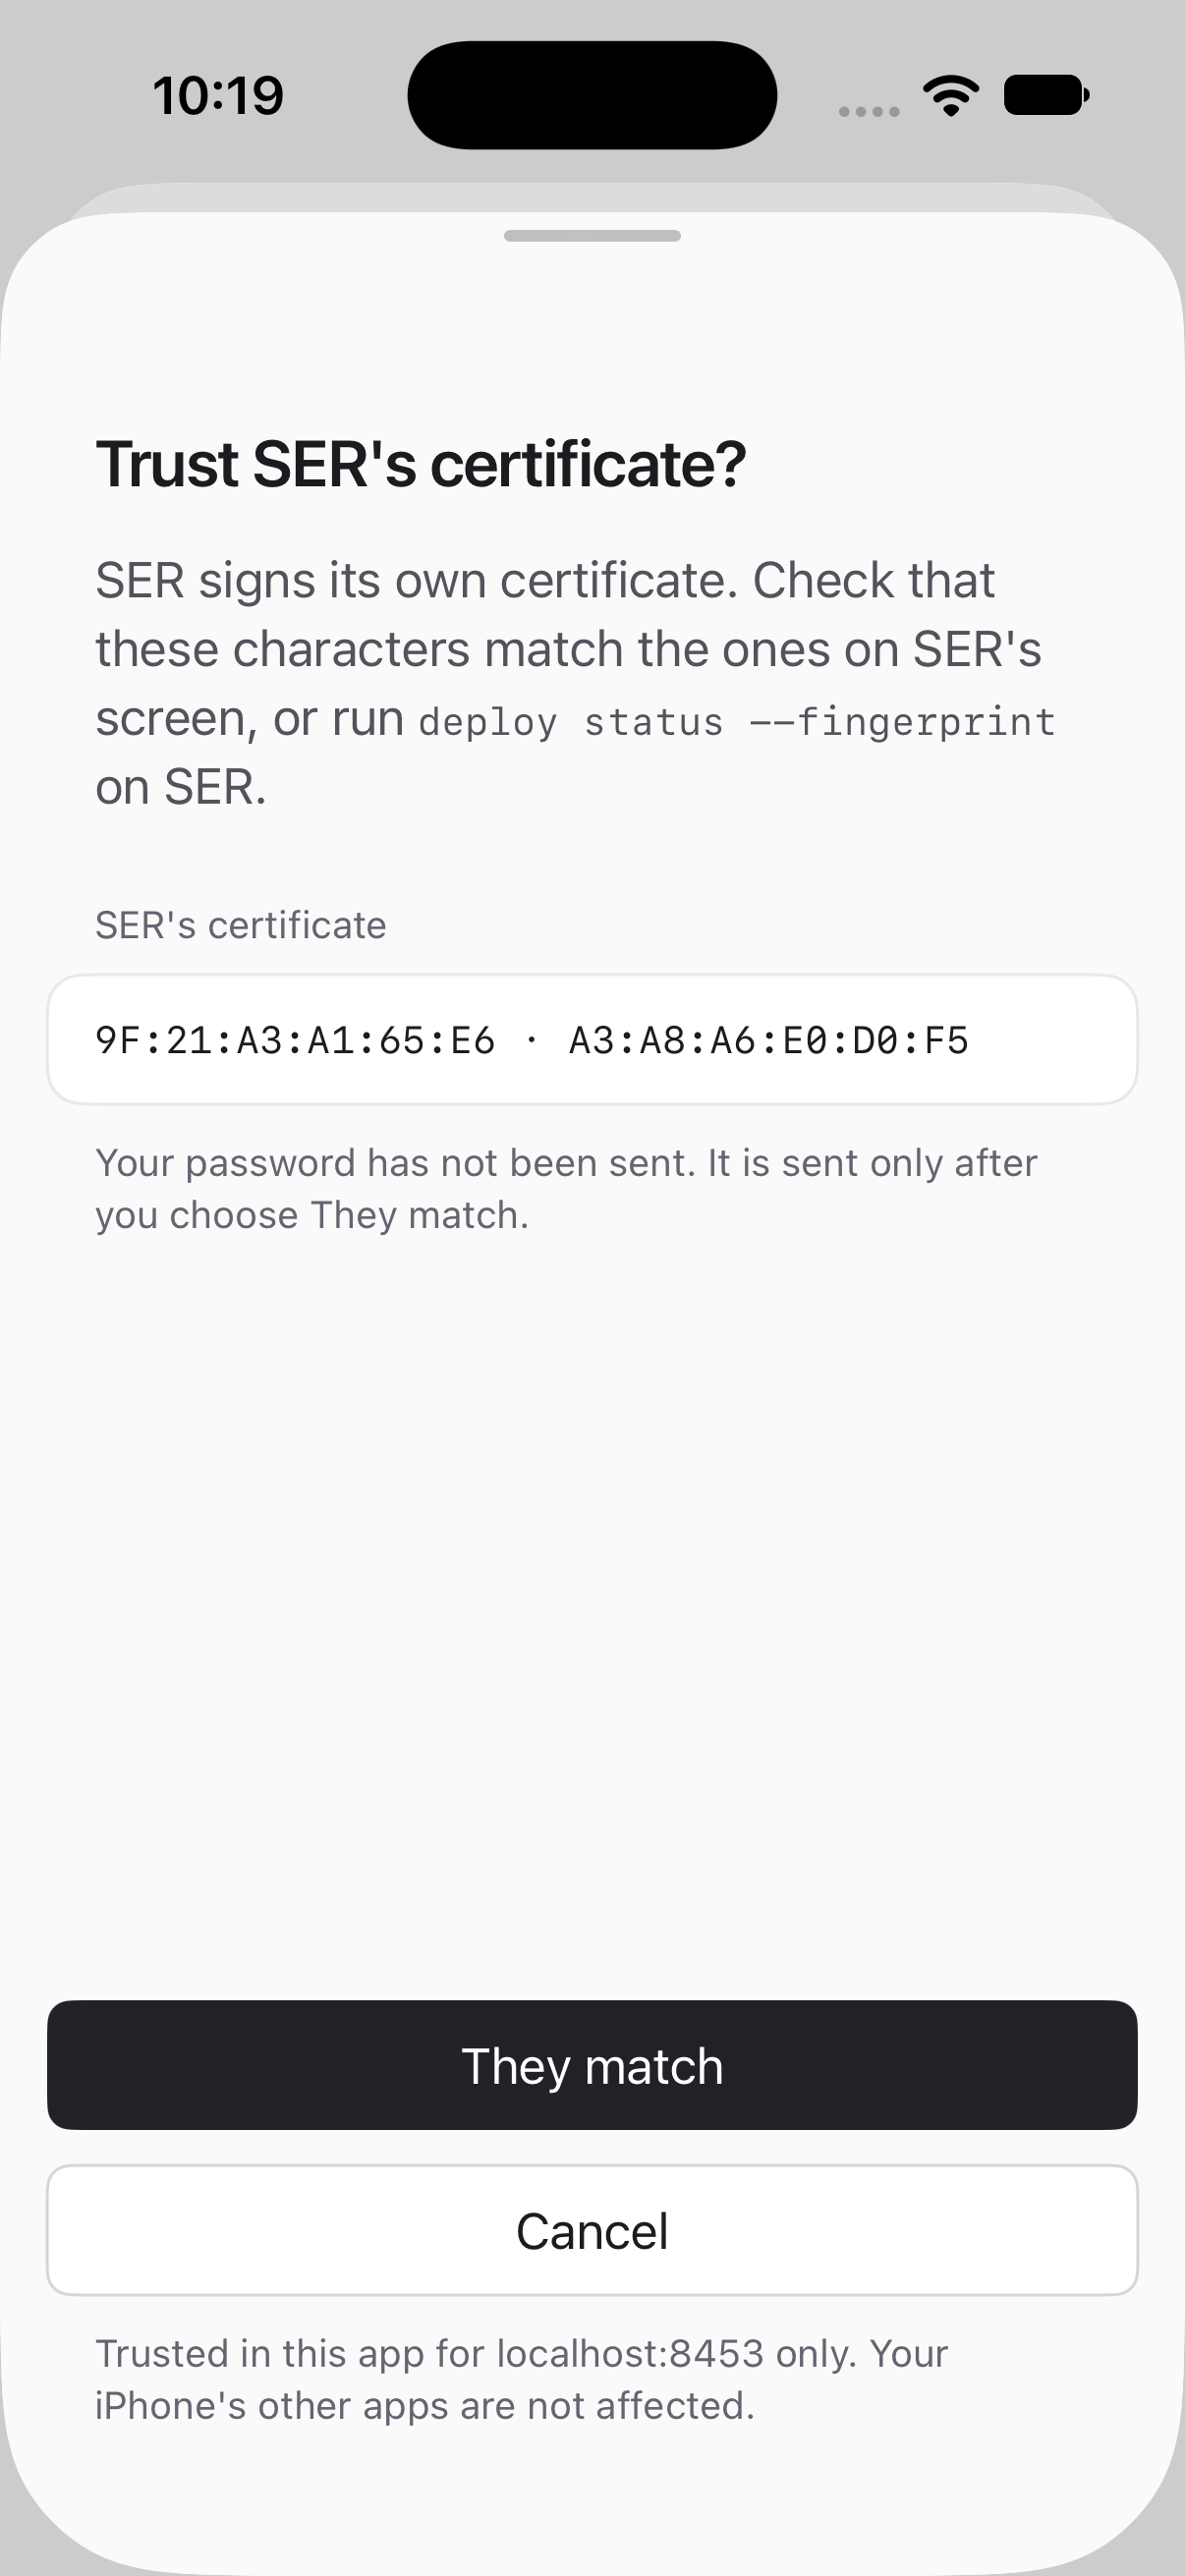 10:19
Trust SER's certificate?
SER signs its own certificate. Check that
these characters match the ones on SER's
screen, or run deploy status --fingerprint
on SER.
SER's certificate
9F:21:A3:A1:65:E6 · A3:A8:A6:E0:D0:F5
Your password has not been sent. It is sent only after
you choose They match.
They match
Cancel
Trusted in this app for localhost:8453 only. Your
iPhone's other apps are not affected.